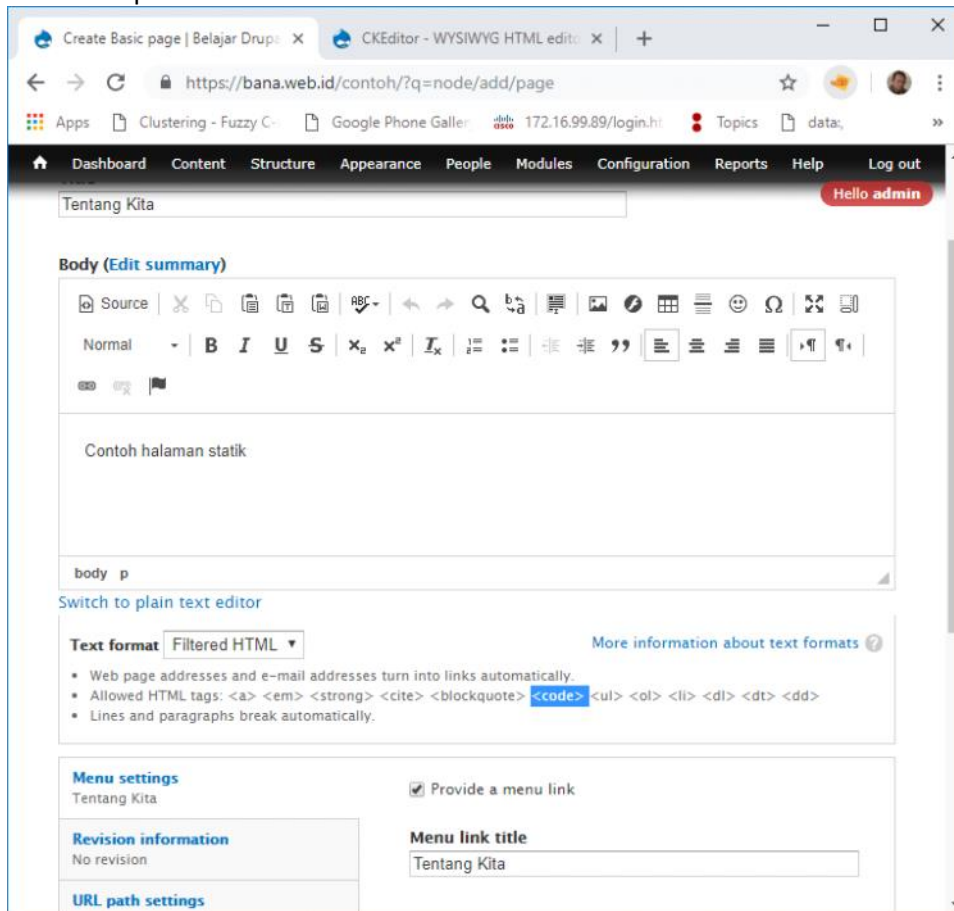 Create Basic page | Belajar Drup
CKEditor - WYSIWYG HTML edito
https://bana.web.id/contoh/?q=node/add/page
Apps Clustering - Fuzzy C- Google Phone Galler 172.16.99.89/login.ht Topics data:,
Dashboard Content Structure Appearance People Modules Configuration Reports Help Log out
Hello admin
Tentang Kita
Body (Edit summary)
Source
Normal
Contoh halaman statik
body p
Switch to plain text editor
Text format Filtered HTML More information about text formats
Web page addresses and e-mail addresses turn into links automatically.
Allowed HTML tags: <a> <em> <strong> <cite> <blockquote> <code> <ul> <ol> <li> <dl> <dt> <dd>
Lines and paragraphs break automatically.
Menu settings
Tentang Kita
Provide a menu link
Revision information
No revision
Menu link title
Tentang Kita
URL path settings